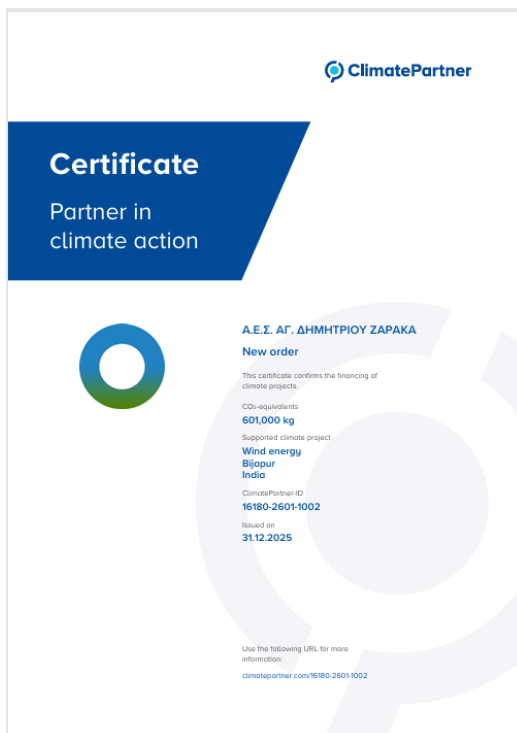 ClimatePartner
Certificate
Partner in
climate action
Α.Ε.Σ. ΑΓ. ΔΗΜΗΤΡΙΟΥ ΖΑΡΑΚΑ
New order
This certificate confirms the financing of
climate projects.
CO₂-equivalents
601,000 kg
Supported climate project
Wind energy
Bijapur
India
ClimatePartner-ID
16180-2601-1002
Issued on
31.12.2025
Use the following URL for more
information:
climatepartner.com/16180-2601-1002